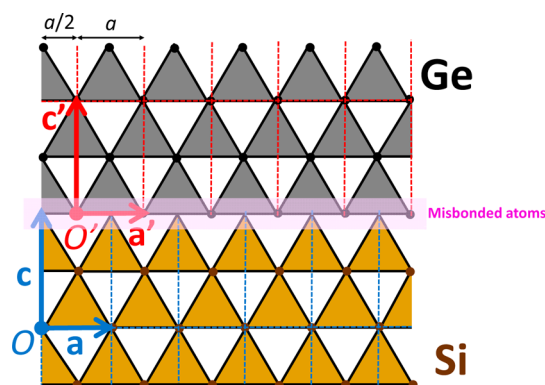 a/2 a
Ge
c'
Misbonded atoms
O' a'
c
O a
Si